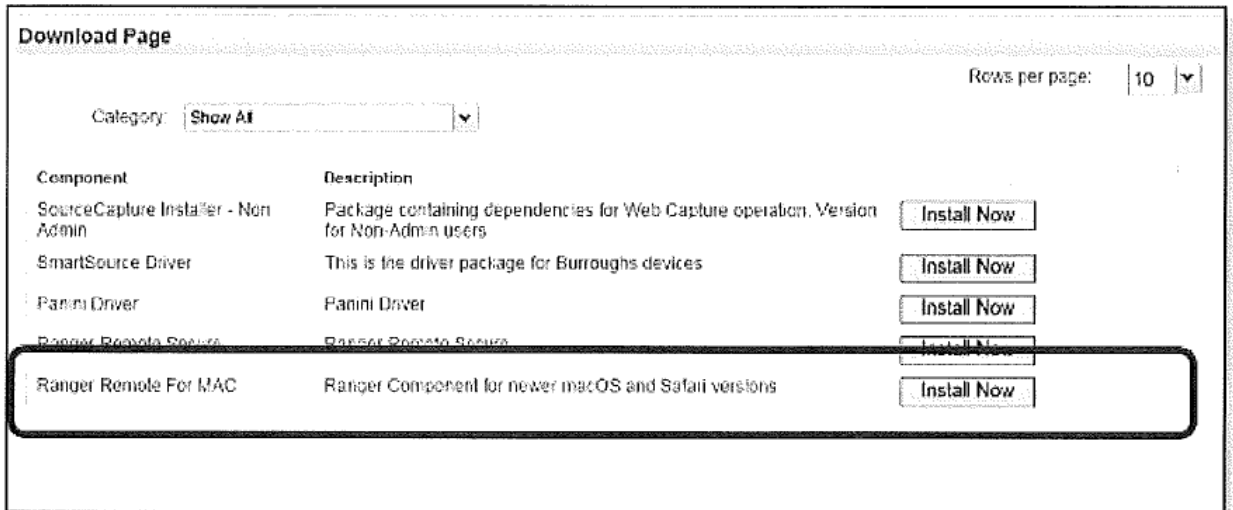 Download Page
Rows per page: 10
Category: Show All
Component Description
SourceCapture Installer - Non Package containing dependencies for Web Capture operation. Version Install Now
Admin for Non-Admin users
SmartSource Driver This is the driver package for Burroughs devices Install Now
Panini Driver Panini Driver Install Now
Ranger Remote Secure Ranger Remote Secure Install Now
Ranger Remote For MAC Ranger Component for newer macOS and Safari versions Install Now